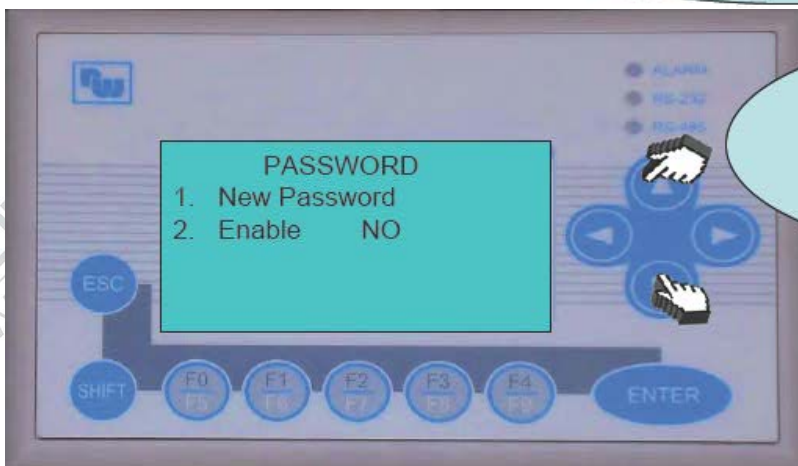 ALARM
RS-232
RS-485
PASSWORD
1. New Password
2. Enable NO
ESC
SHIFT
F0
F5
F1
F6
F2
F7
F3
F8
F4
F9
ENTER